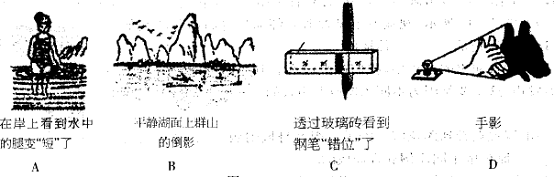 在岸上看到水中
的腿变“短”了
A
平静湖面上群山
的倒影
B
透过玻璃砖看到
钢笔“错位”了
C
手影
D